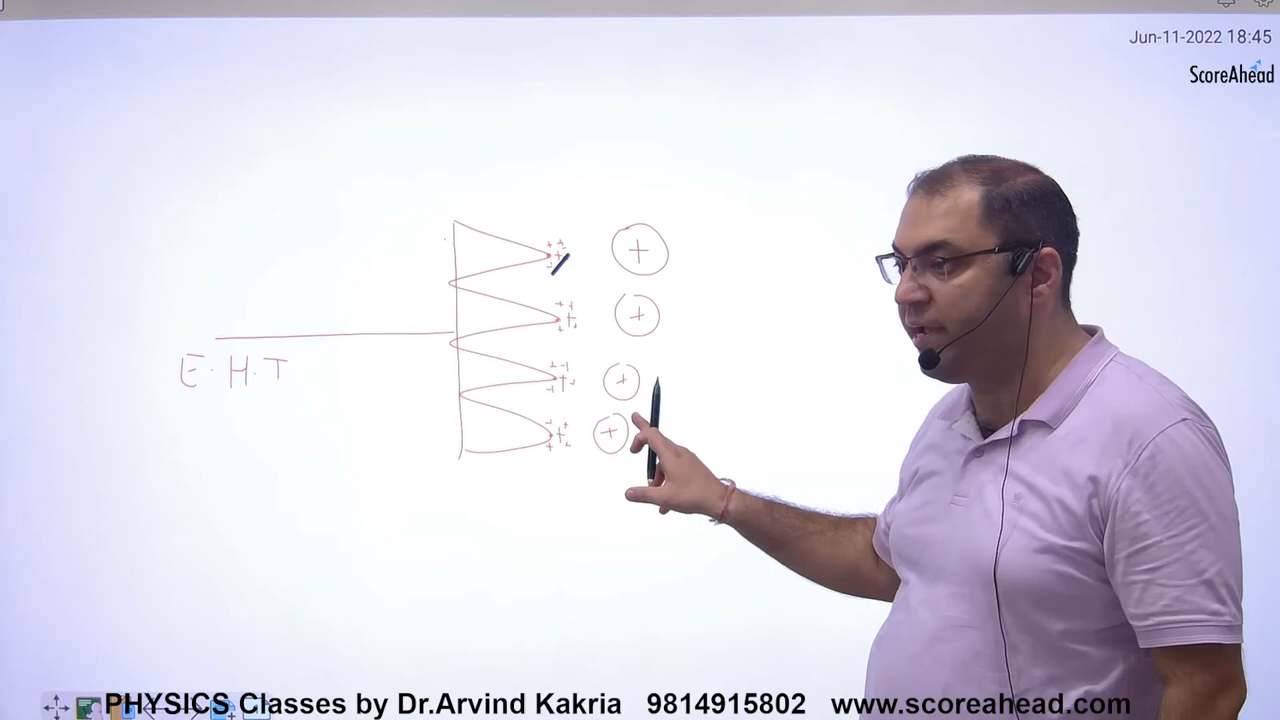 Jun-11-2022 18:45
ScoreAhead
+
+
+
+
E.H.T
PHYSICS Classes by Dr.Arvind Kakria 9814915802 www.scoreahead.com